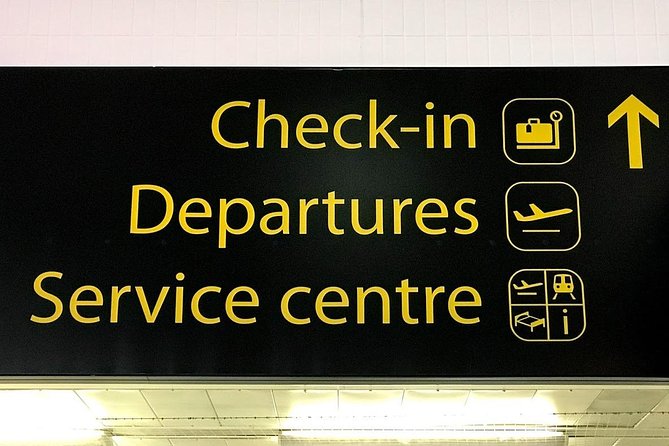 Check-in
Departures
Service centre
i